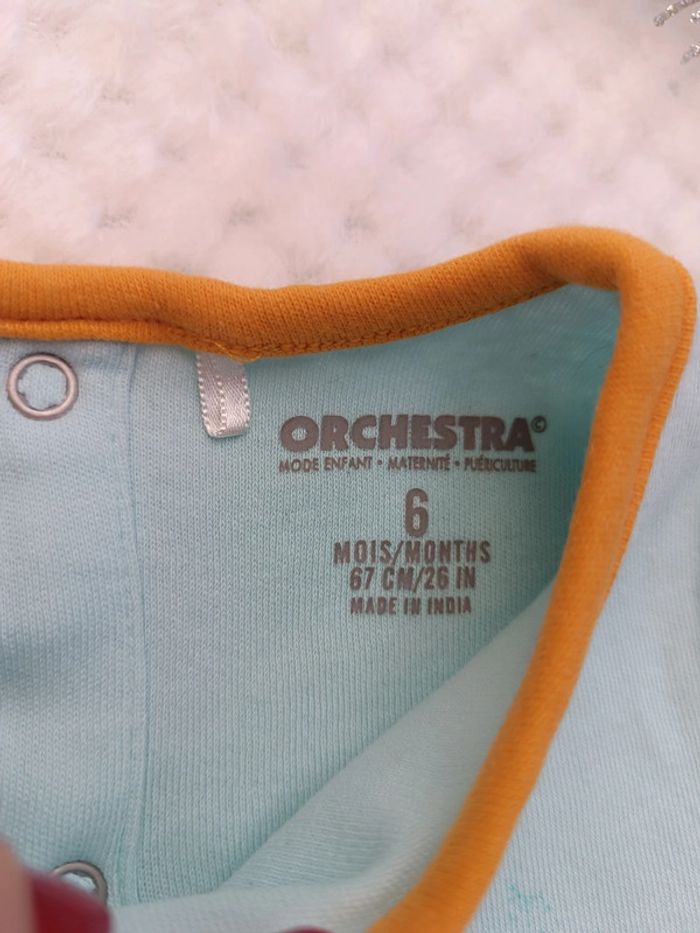 ORCHESTRA©
MODE ENFANT • MATERNITÉ • PUÉRICULTURE
6
MOIS/MONTHS
67 CM/26 IN
MADE IN INDIA